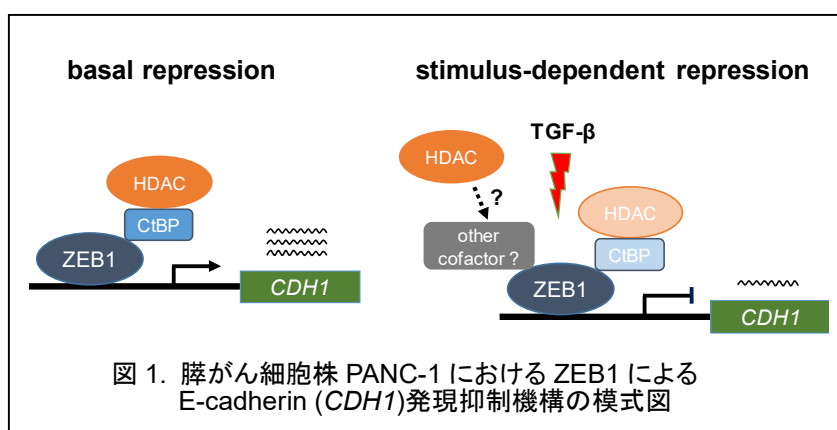 basal repression
HDAC
CtBP
ZEB1
CDH1
stimulus-dependent repression
TGF-β
HDAC
?
other
cofactor ?
HDAC
CtBP
ZEB1
CDH1
図 1. 膵がん細胞株 PANC-1 における ZEB1 による
E-cadherin (CDH1)発現抑制機構の模式図